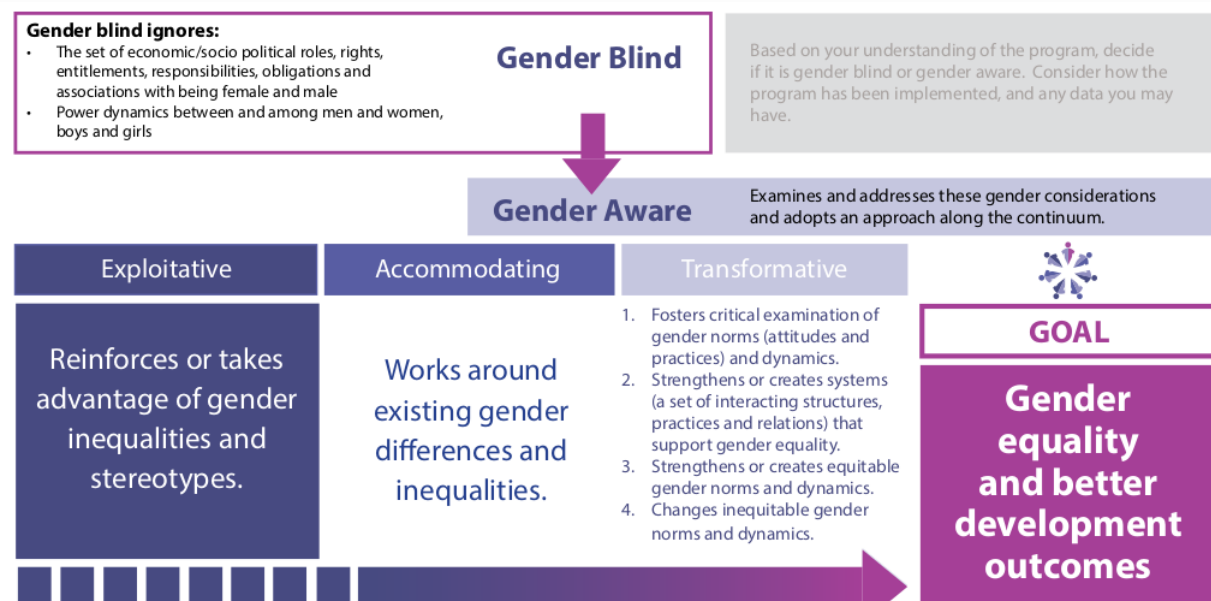 Gender blind ignores:
• The set of economic/socio political roles, rights,
entitlements, responsibilities, obligations and
associations with being female and male
• Power dynamics between and among men and women,
boys and girls
Gender Blind
Based on your understanding of the program, decide
if it is gender blind or gender aware. Consider how the
program has been implemented, and any data you may
have.
Gender Aware
Examines and addresses these gender considerations
and adopts an approach along the continuum.
Exploitative
Reinforces or takes
advantage of gender
inequalities and
stereotypes.
Accommodating
Works around
existing gender
differences and
inequalities.
Transformative
1. Fosters critical examination of
gender norms (attitudes and
practices) and dynamics.
2. Strengthens or creates systems
(a set of interacting structures,
practices and relations) that
support gender equality.
3. Strengthens or creates equitable
gender norms and dynamics.
4. Changes inequitable gender
norms and dynamics.
GOAL
Gender
equality
and better
development
outcomes